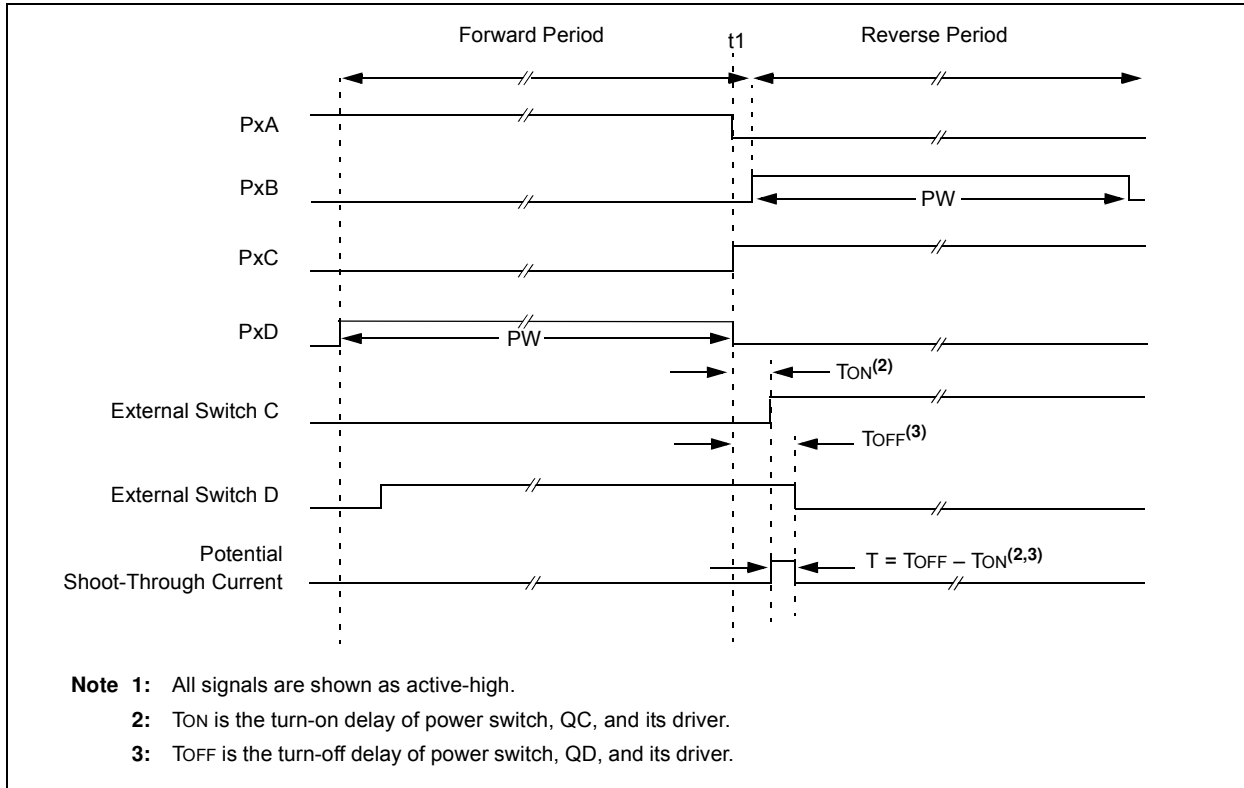 Forward Period
t1
Reverse Period
PxA
PxB
PW
PxC
PxD
PW
TON(2)
External Switch C
TOFF(3)
External Switch D
Potential
Shoot-Through Current
T = TOFF – TON(2,3)
Note 1: All signals are shown as active-high.
2: TON is the turn-on delay of power switch, QC, and its driver.
3: TOFF is the turn-off delay of power switch, QD, and its driver.